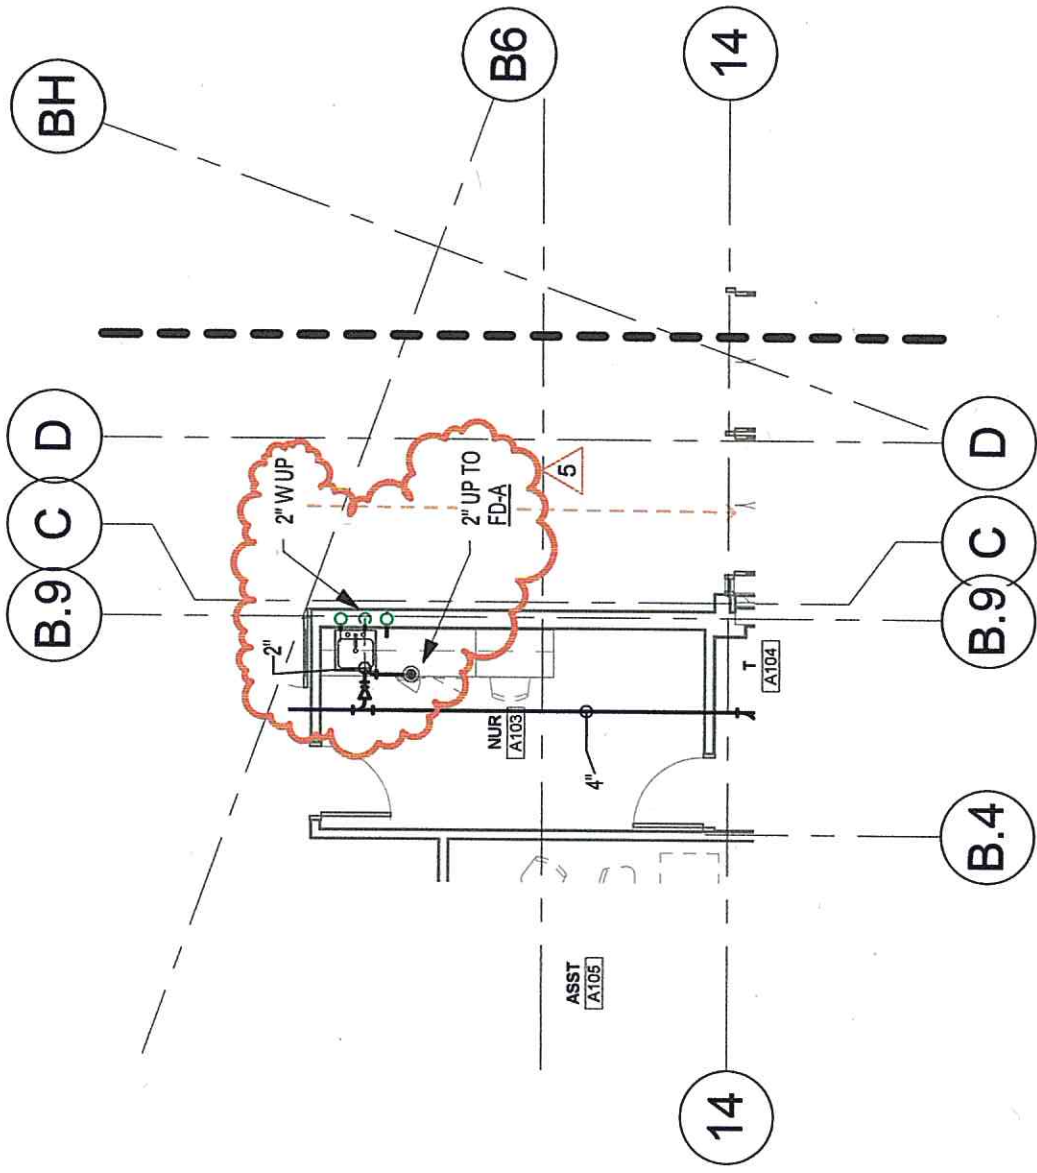 BH
B6
14
D
C
B.9
2" W UP
2" UP TO
FD-A
5
2"
NUR
A103
4"
T
A104
ASST
A105
D
C
B.9
B.4
14